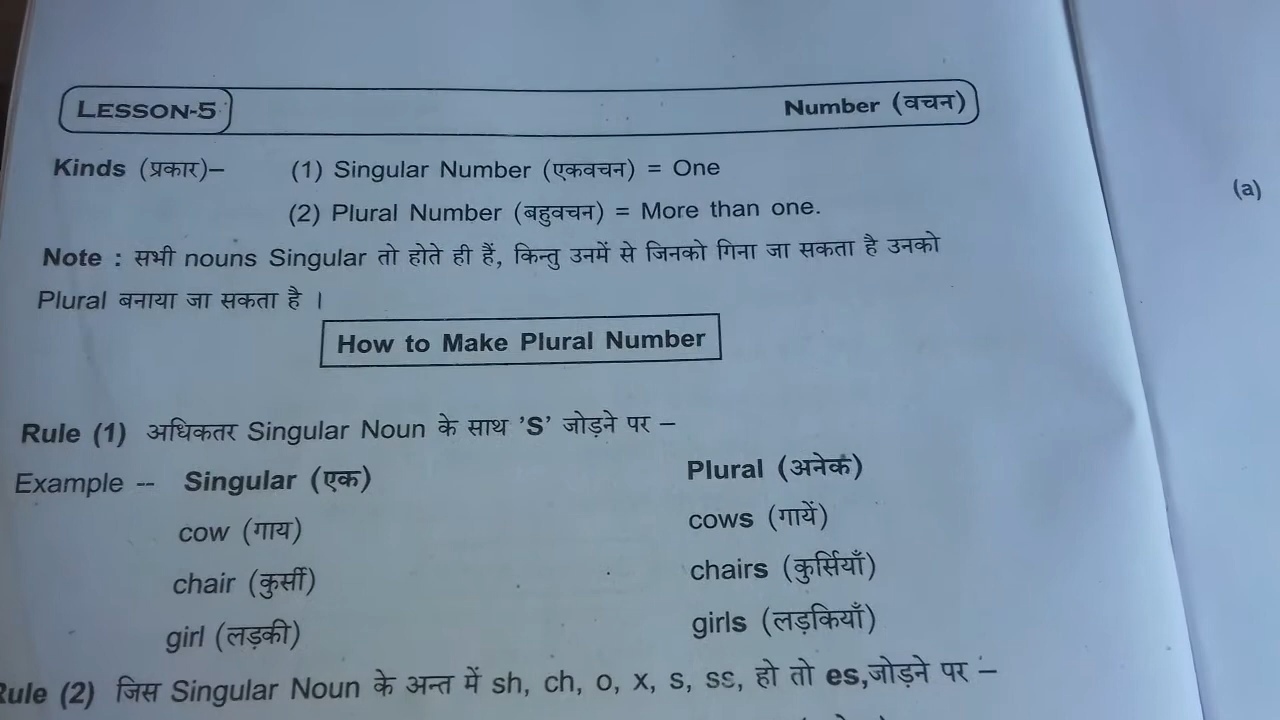 LESSON-5 Number (वचन)
Kinds (प्रकार)– (1) Singular Number (एकवचन) = One
(2) Plural Number (बहुवचन) = More than one.
Note : सभी nouns Singular तो होते ही हैं, किन्तु उनमें से जिनको गिना जा सकता है उनको
Plural बनाया जा सकता है ।
How to Make Plural Number
Rule (1) अधिकतर Singular Noun के साथ 'S' जोड़ने पर –
Example -- Singular (एक) Plural (अनेक)
cow (गाय) cows (गायें)
chair (कुर्सी) chairs (कुर्सियाँ)
girl (लड़की) girls (लड़कियाँ)
Rule (2) जिस Singular Noun के अन्त में sh, ch, o, x, s, ss, हो तो es,जोड़ने पर –
(a)